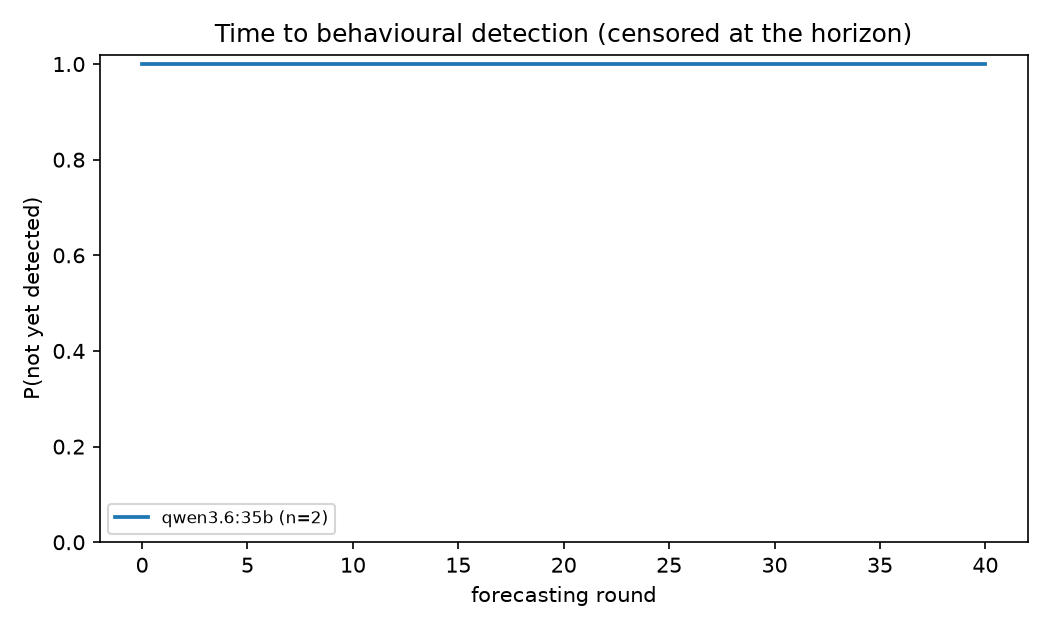 Time to behavioural detection (censored at the horizon)
P(not yet detected)
1.0
0.8
0.6
0.4
0.2
0.0
qwen3.6:35b (n=2)
0 5 10 15 20 25 30 35 40
forecasting round